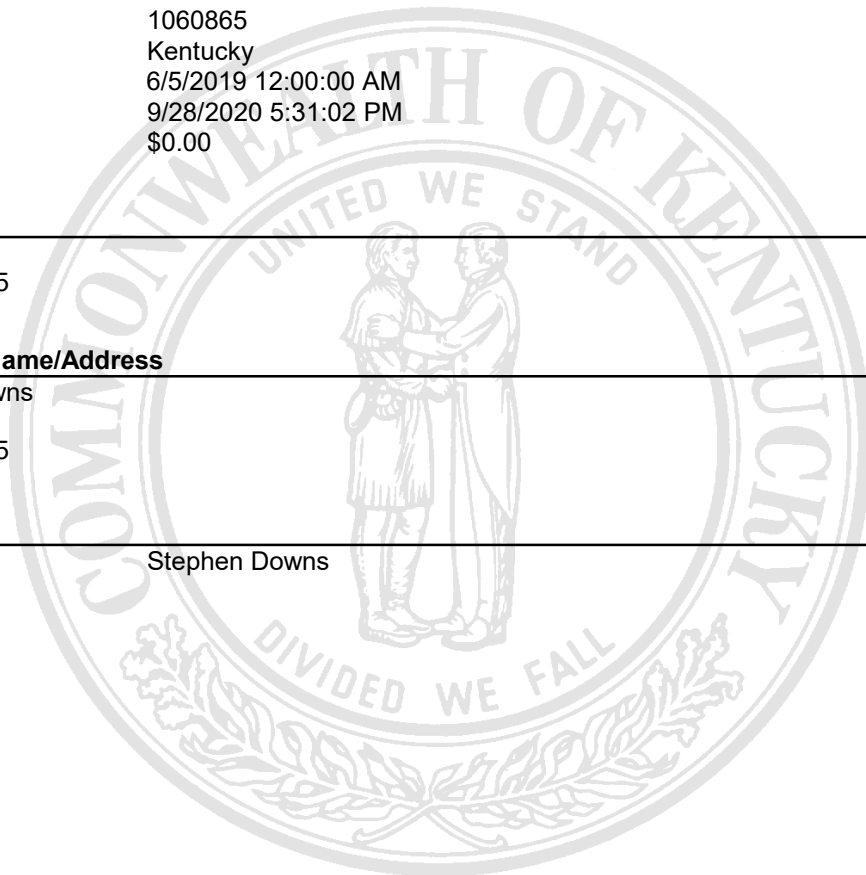 1060865
Kentucky
6/5/2019 12:00:00 AM
9/28/2020 5:31:02 PM
$0.00
5
ame/Address
wns
5
Stephen Downs
COMMONWEALTH OF KENTUCKY
UNITED WE STAND
DIVIDED WE FALL